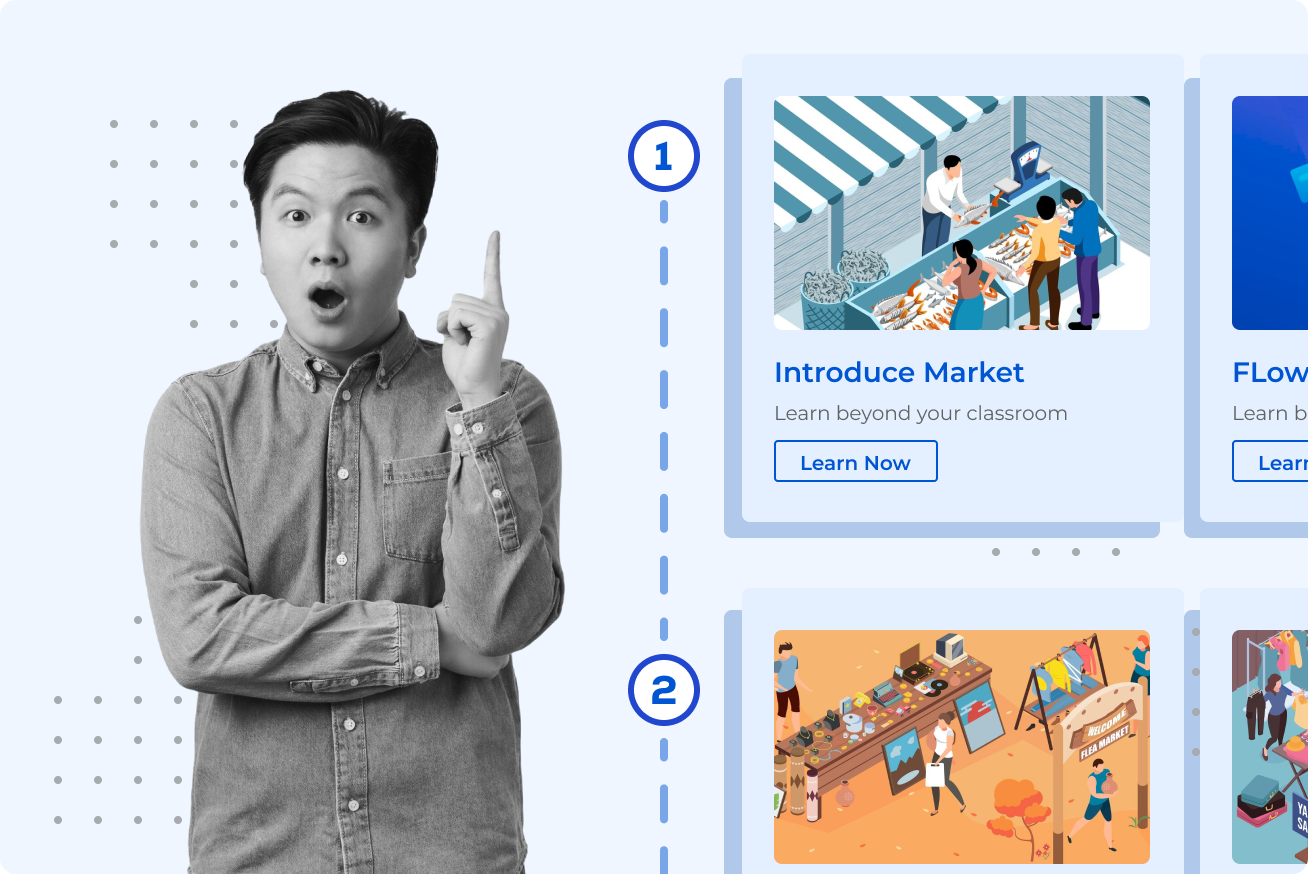 1
Introduce Market
Learn beyond your classroom
Learn Now
FLow
Learn b
Learn
2
WELCOME
FLEA MARKET
YA
SA